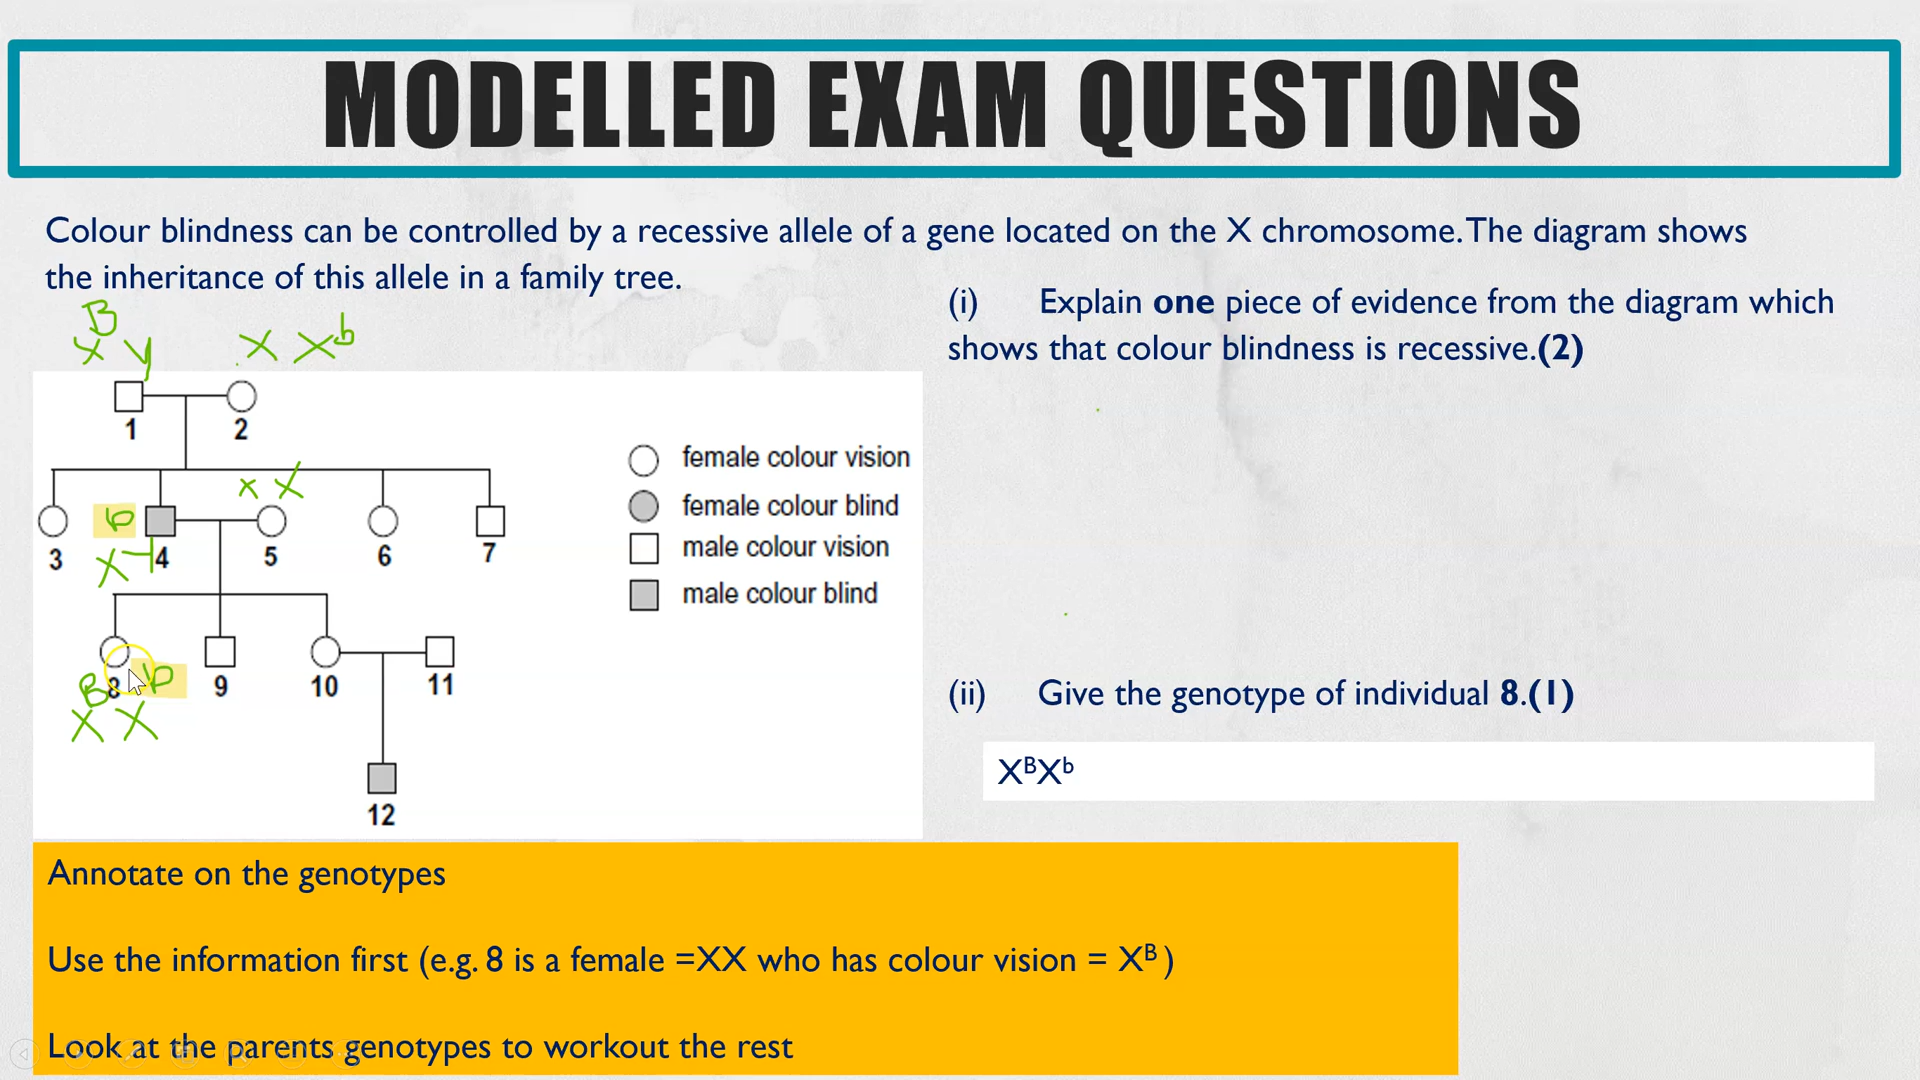 MODELLED EXAM QUESTIONS
Colour blindness can be controlled by a recessive allele of a gene located on the X chromosome. The diagram shows
the inheritance of this allele in a family tree.
(i) Explain one piece of evidence from the diagram which
shows that colour blindness is recessive.(2)
B
X y X X b
1 2
X X
b
3 4 5 6 7
X Y
female colour vision
female colour blind
male colour vision
male colour blind
B b
8 9 10 11
X X
12
(ii) Give the genotype of individual 8.(1)
XᴮXᵇ
Annotate on the genotypes
Use the information first (e.g. 8 is a female =XX who has colour vision = Xᴮ)
Look at the parents genotypes to workout the rest